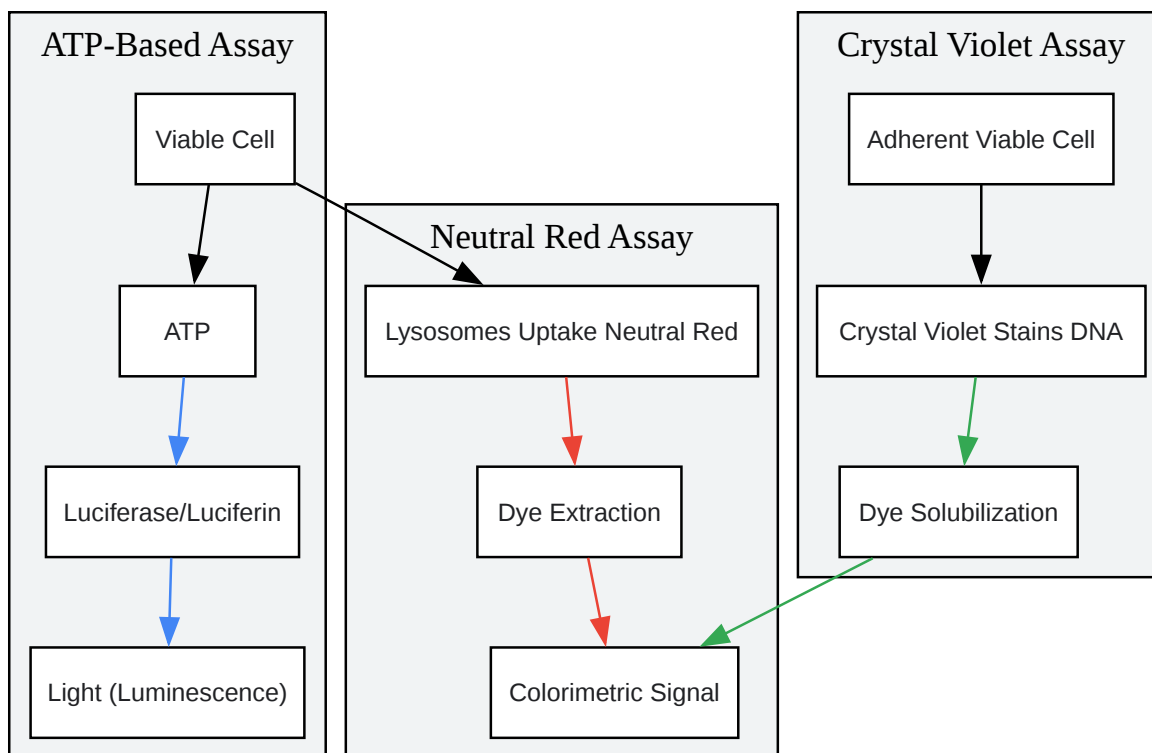 ATP-Based Assay
Viable Cell
ATP
Luciferase/Luciferin
Light (Luminescence)
Neutral Red Assay
Lysosomes Uptake Neutral Red
Dye Extraction
Colorimetric Signal
Crystal Violet Assay
Adherent Viable Cell
Crystal Violet Stains DNA
Dye Solubilization